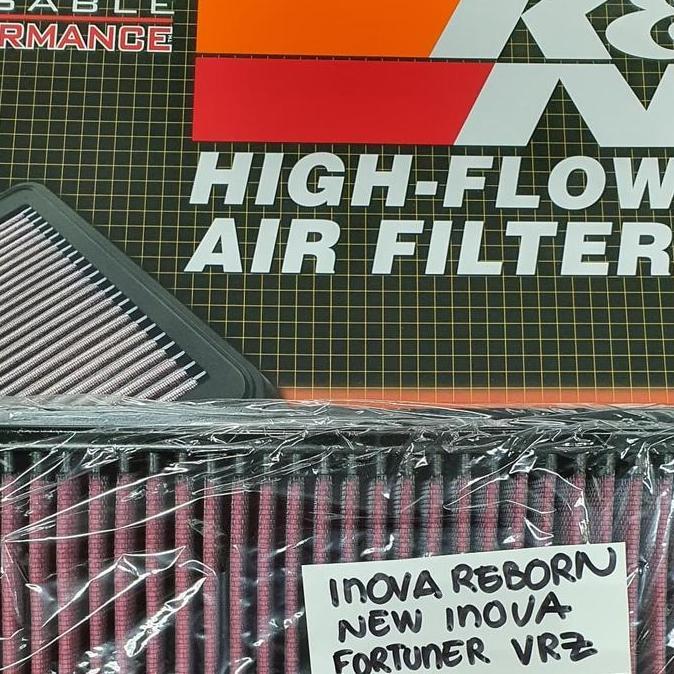 SABLE
RMANCE
K&
N
HIGH-FLOW
AIR FILTER
INOVA REBORN
NEW INOVA
FORTUNER VRZ